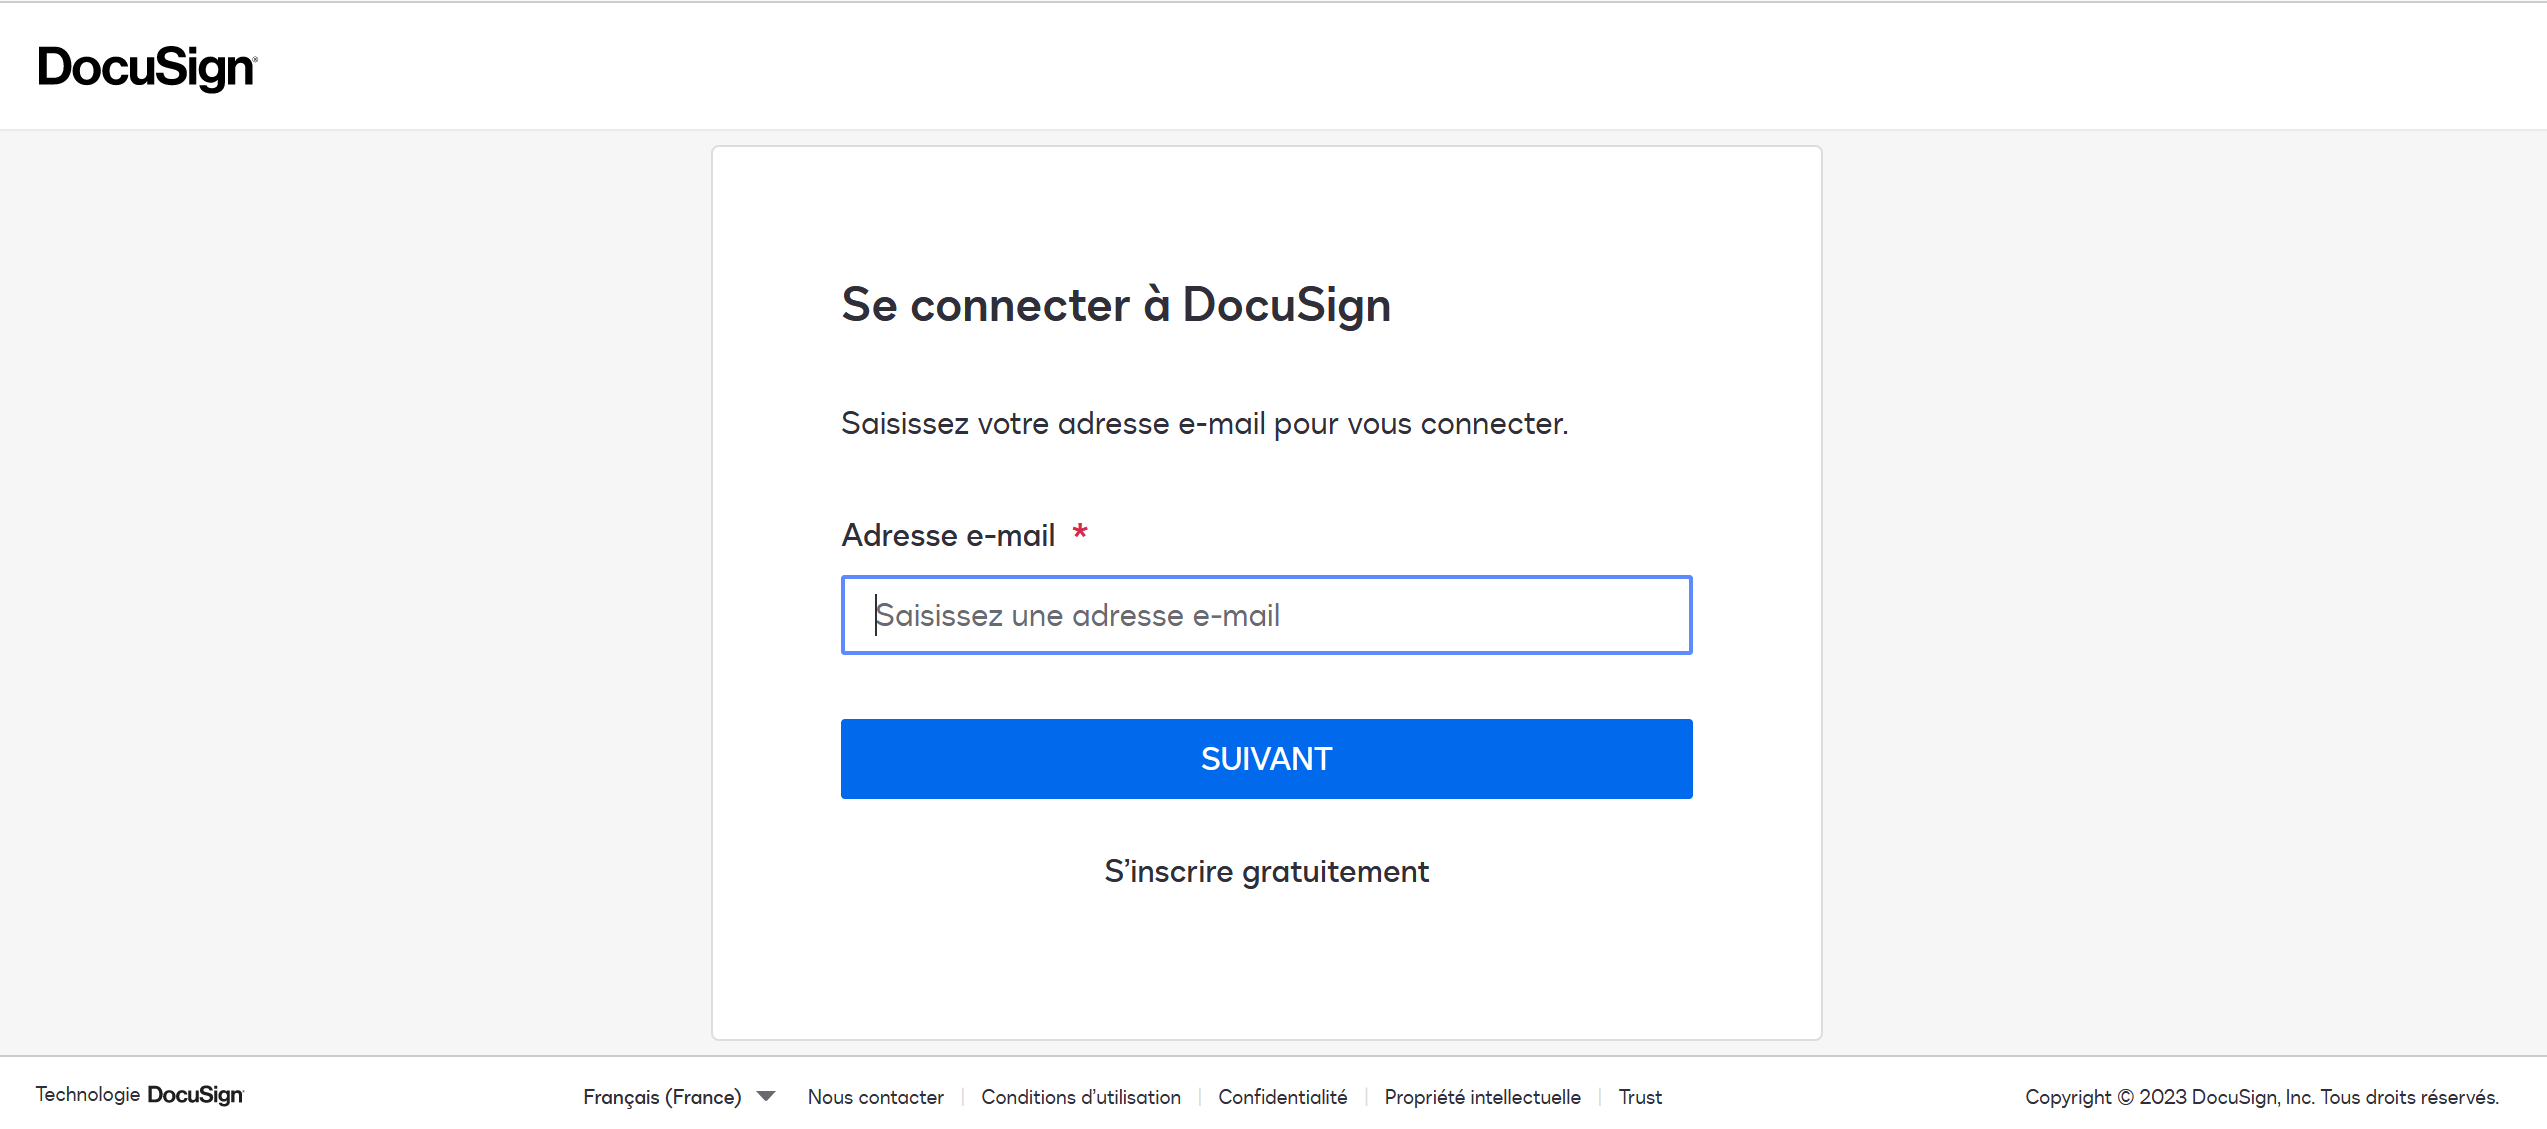 DocuSign®
Se connecter à DocuSign
Saisissez votre adresse e-mail pour vous connecter.
Adresse e-mail *
Saisissez une adresse e-mail
SUIVANT
S’inscrire gratuitement
Technologie DocuSign
Français (France) Nous contacter | Conditions d’utilisation | Confidentialité | Propriété intellectuelle | Trust
Copyright © 2023 DocuSign, Inc. Tous droits réservés.